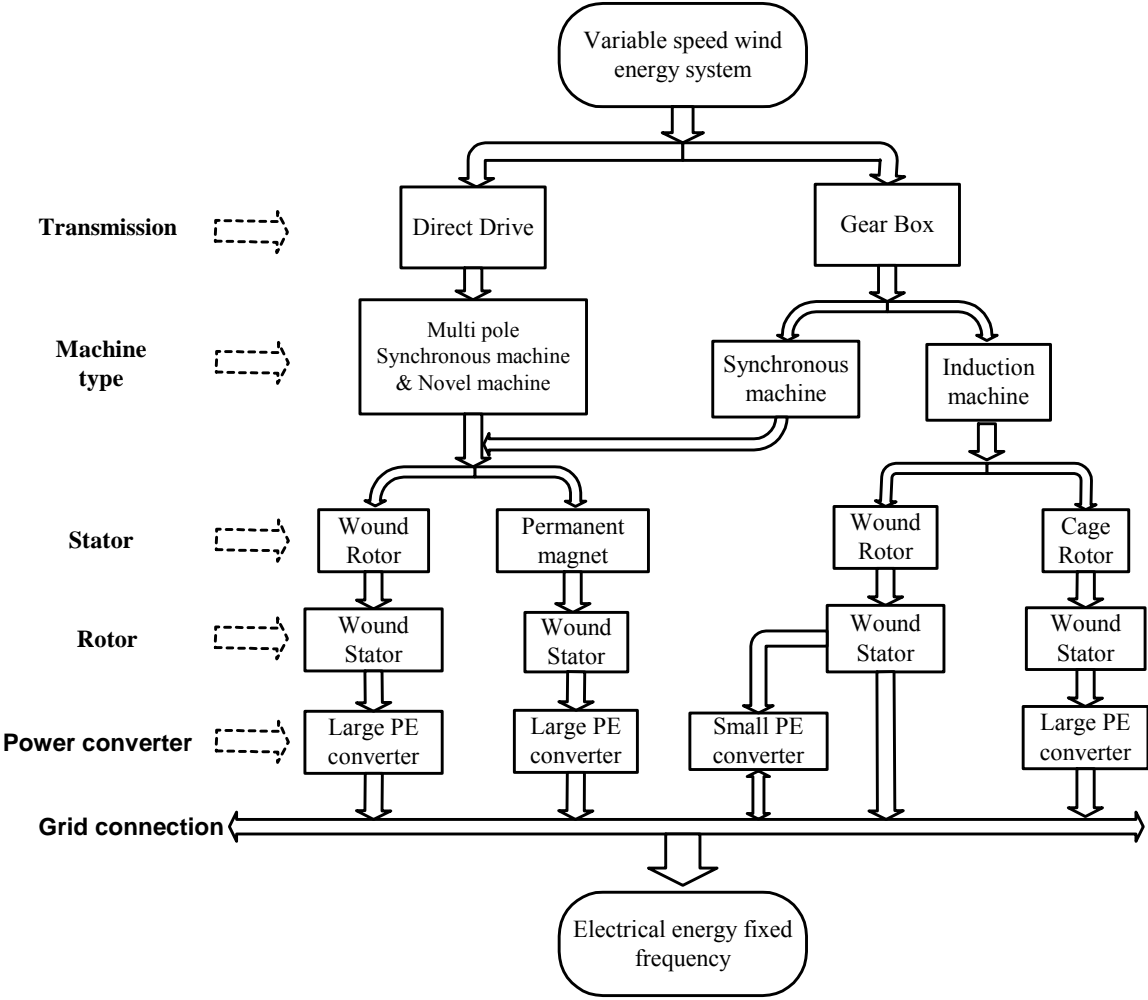 Variable speed wind
energy system
Transmission
Direct Drive
Gear Box
Machine
type
Multi pole
Synchronous machine
& Novel machine
Synchronous
machine
Induction
machine
Stator
Wound
Rotor
Permanent
magnet
Wound
Rotor
Cage
Rotor
Rotor
Wound
Stator
Wound
Stator
Wound
Stator
Wound
Stator
Power converter
Large PE
converter
Large PE
converter
Small PE
converter
Large PE
converter
Grid connection
Electrical energy fixed
frequency